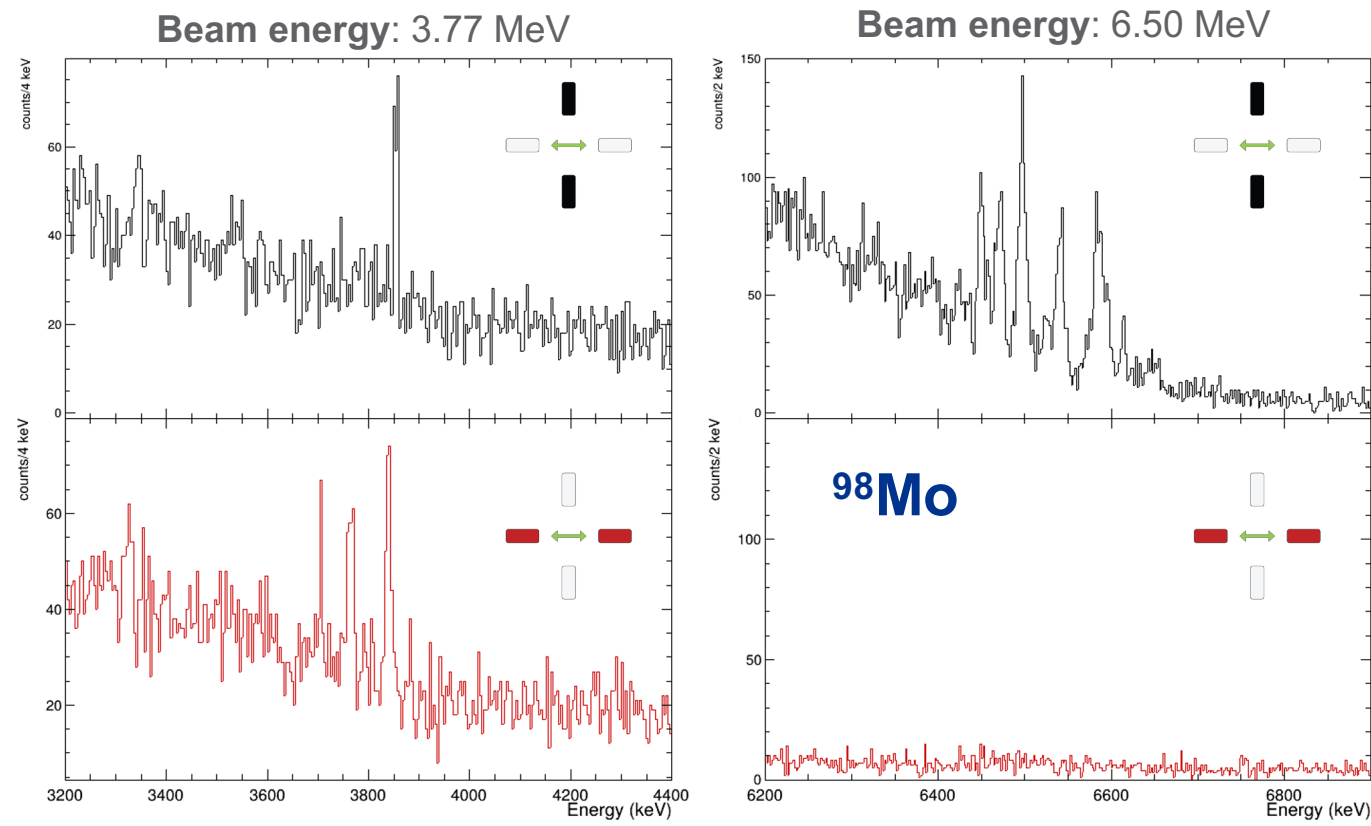 Beam energy: 3.77 MeV
counts/4 keV
60
40
20
0
counts/4 keV
60
40
20
3200 3400 3600 3800 4000 4200 4400
Energy (keV)
Beam energy: 6.50 MeV
counts/2 keV
150
100
50
0
counts/2 keV
98Mo
100
50
0
6200 6400 6600 6800
Energy (keV)